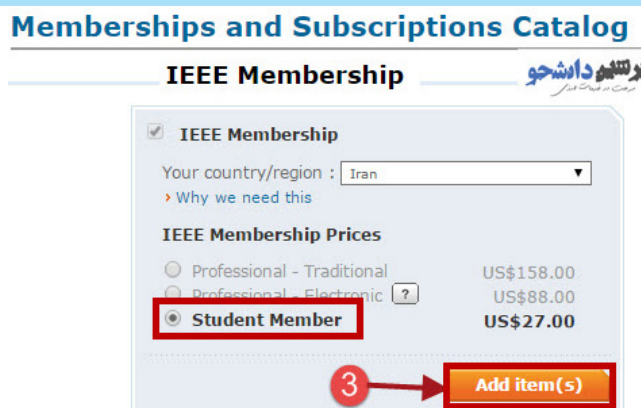 Memberships and Subscriptions Catalog
IEEE Membership
IEEE Membership
Your country/region : Iran
› Why we need this
IEEE Membership Prices
Professional - Traditional US$158.00
Professional - Electronic ? US$88.00
Student Member US$27.00
3 Add item(s)